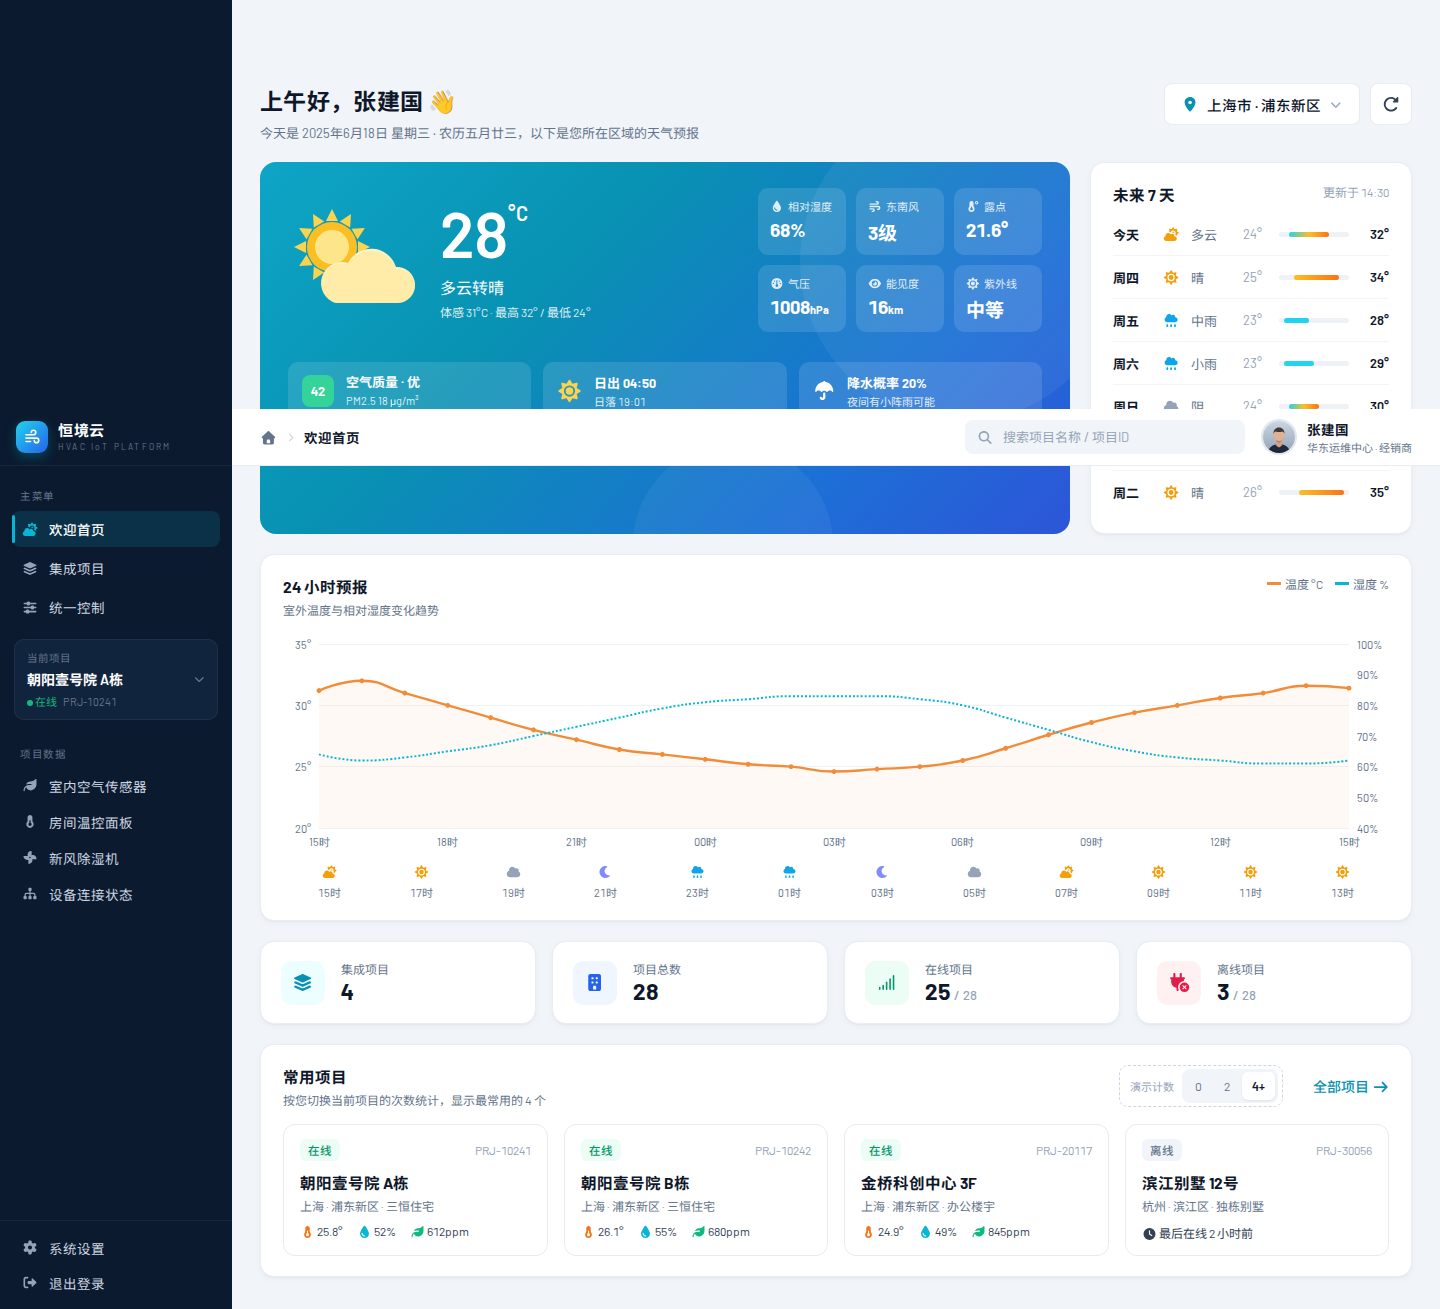 恒境云
HVAC IoT PLATFORM
主菜单
欢迎首页
集成项目
统一控制
当前项目
朝阳壹号院 A栋
在线 PRJ-10241
项目数据
室内空气传感器
房间温控面板
新风除湿机
设备连接状态
系统设置
退出登录
上午好，张建国 👋
今天是 2025年6月18日 星期三 · 农历五月廿三，以下是您所在区域的天气预报
上海市 · 浦东新区
28°C
多云转晴
体感 31°C · 最高 32° / 最低 24°
相对湿度
68%
东南风
3级
露点
21.6°
气压
1008hPa
能见度
16km
紫外线
中等
42
空气质量 · 优
PM2.5 18 μg/m³
日出 04:50
日落 19:01
降水概率 20%
夜间有小阵雨可能
未来 7 天
更新于 14:30
今天 多云 24° 32°
周四 晴 25° 34°
周五 中雨 23° 28°
周六 小雨 23° 29°
周日 阴 24° 30°
欢迎首页
搜索项目名称 / 项目ID
张建国
华东运维中心 · 经销商
周二 晴 26° 35°
24 小时预报
室外温度与相对湿度变化趋势
温度 °C
湿度 %
35°
30°
25°
20°
100%
90%
80%
70%
60%
50%
40%
15时 18时 21时 00时 03时 06时 09时 12时 15时
15时 17时 19时 21时 23时 01时 03时 05时 07时 09时 11时 13时
集成项目
4
项目总数
28
在线项目
25 / 28
离线项目
3 / 28
常用项目
按您切换当前项目的次数统计，显示最常用的 4 个
演示计数 0 2 4+
全部项目
在线 PRJ-10241
朝阳壹号院 A栋
上海 · 浦东新区 · 三恒住宅
25.8° 52% 612ppm
在线 PRJ-10242
朝阳壹号院 B栋
上海 · 浦东新区 · 三恒住宅
26.1° 55% 680ppm
在线 PRJ-20117
金桥科创中心 3F
上海 · 浦东新区 · 办公楼宇
24.9° 49% 845ppm
离线 PRJ-30056
滨江别墅 12号
杭州 · 滨江区 · 独栋别墅
最后在线 2 小时前